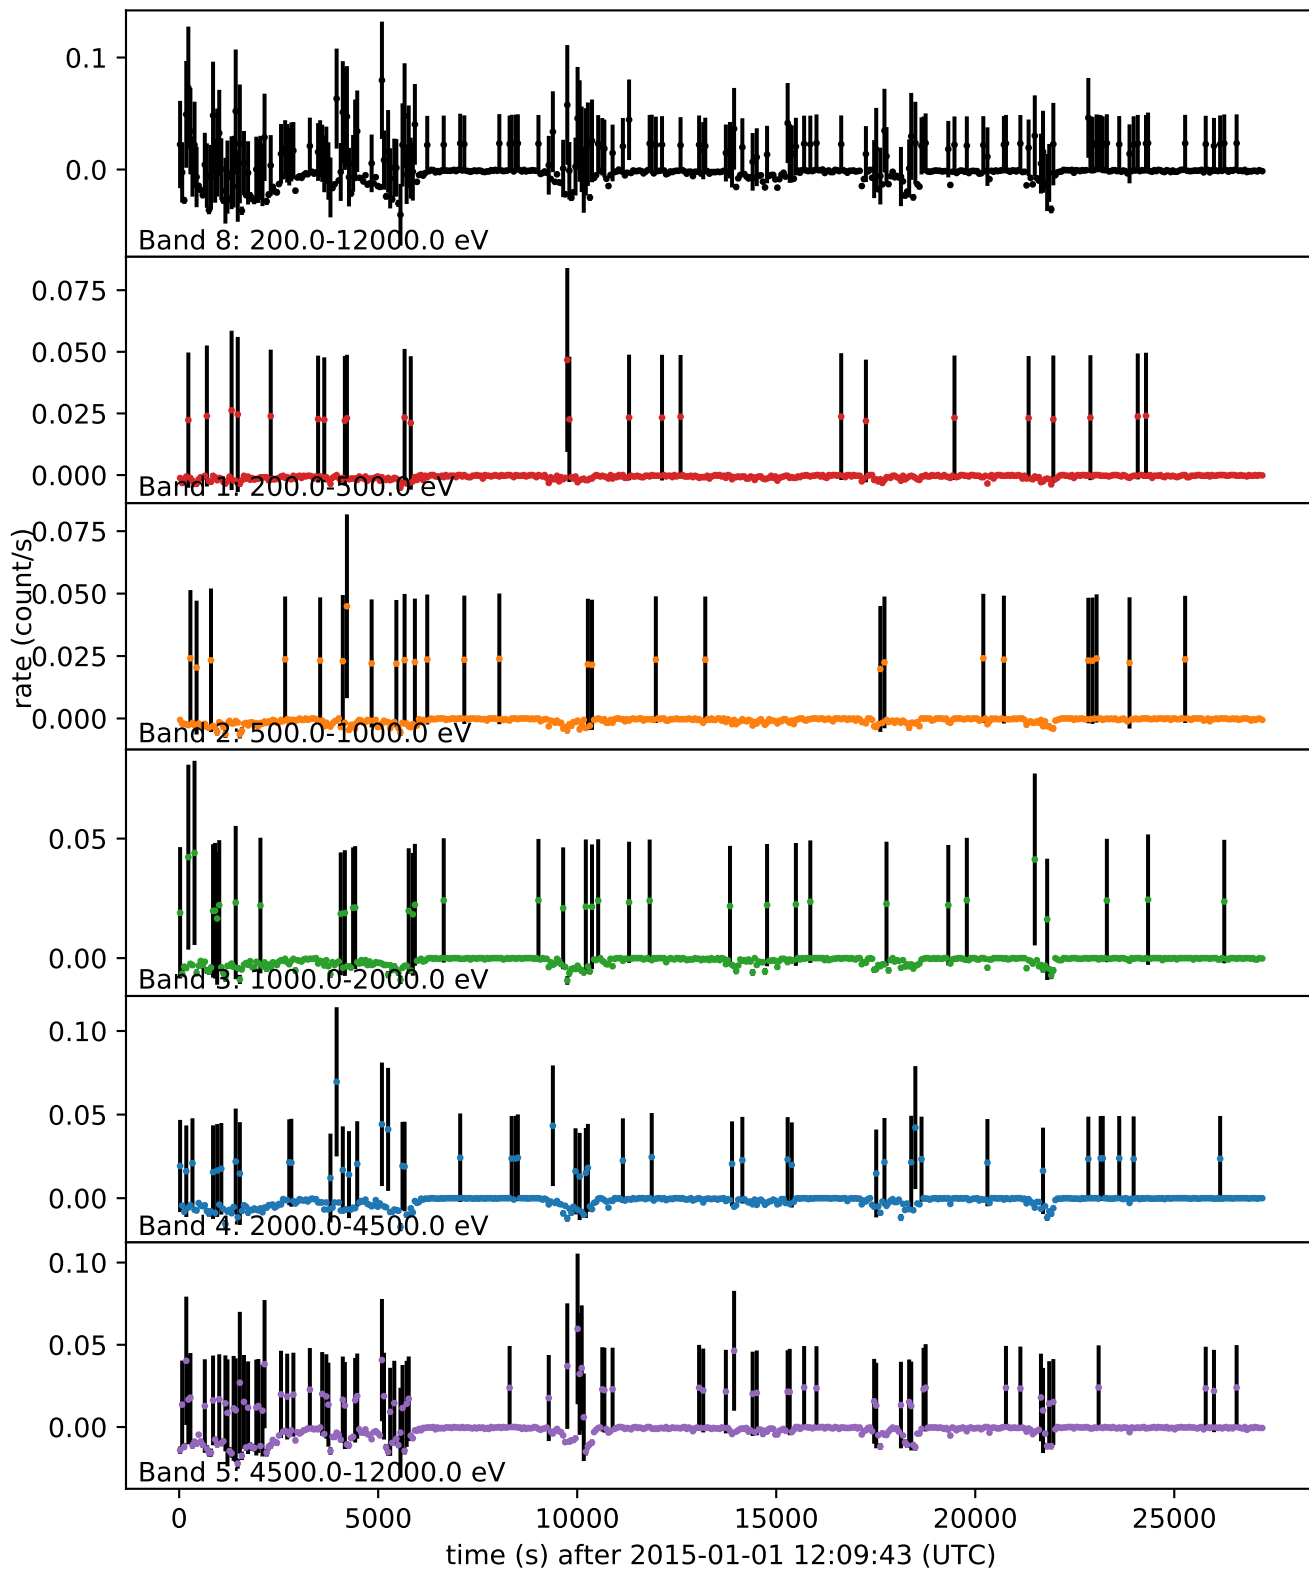 0.1
0.0
Band 8: 200.0-12000.0 eV
0.075
0.050
0.025
0.000
Band 1: 200.0-500.0 eV
rate (count/s)
0.075
0.050
0.025
0.000
Band 2: 500.0-1000.0 eV
0.05
0.00
Band 3: 1000.0-2000.0 eV
0.10
0.05
0.00
Band 4: 2000.0-4500.0 eV
0.10
0.05
0.00
Band 5: 4500.0-12000.0 eV
0 5000 10000 15000 20000 25000
time (s) after 2015-01-01 12:09:43 (UTC)